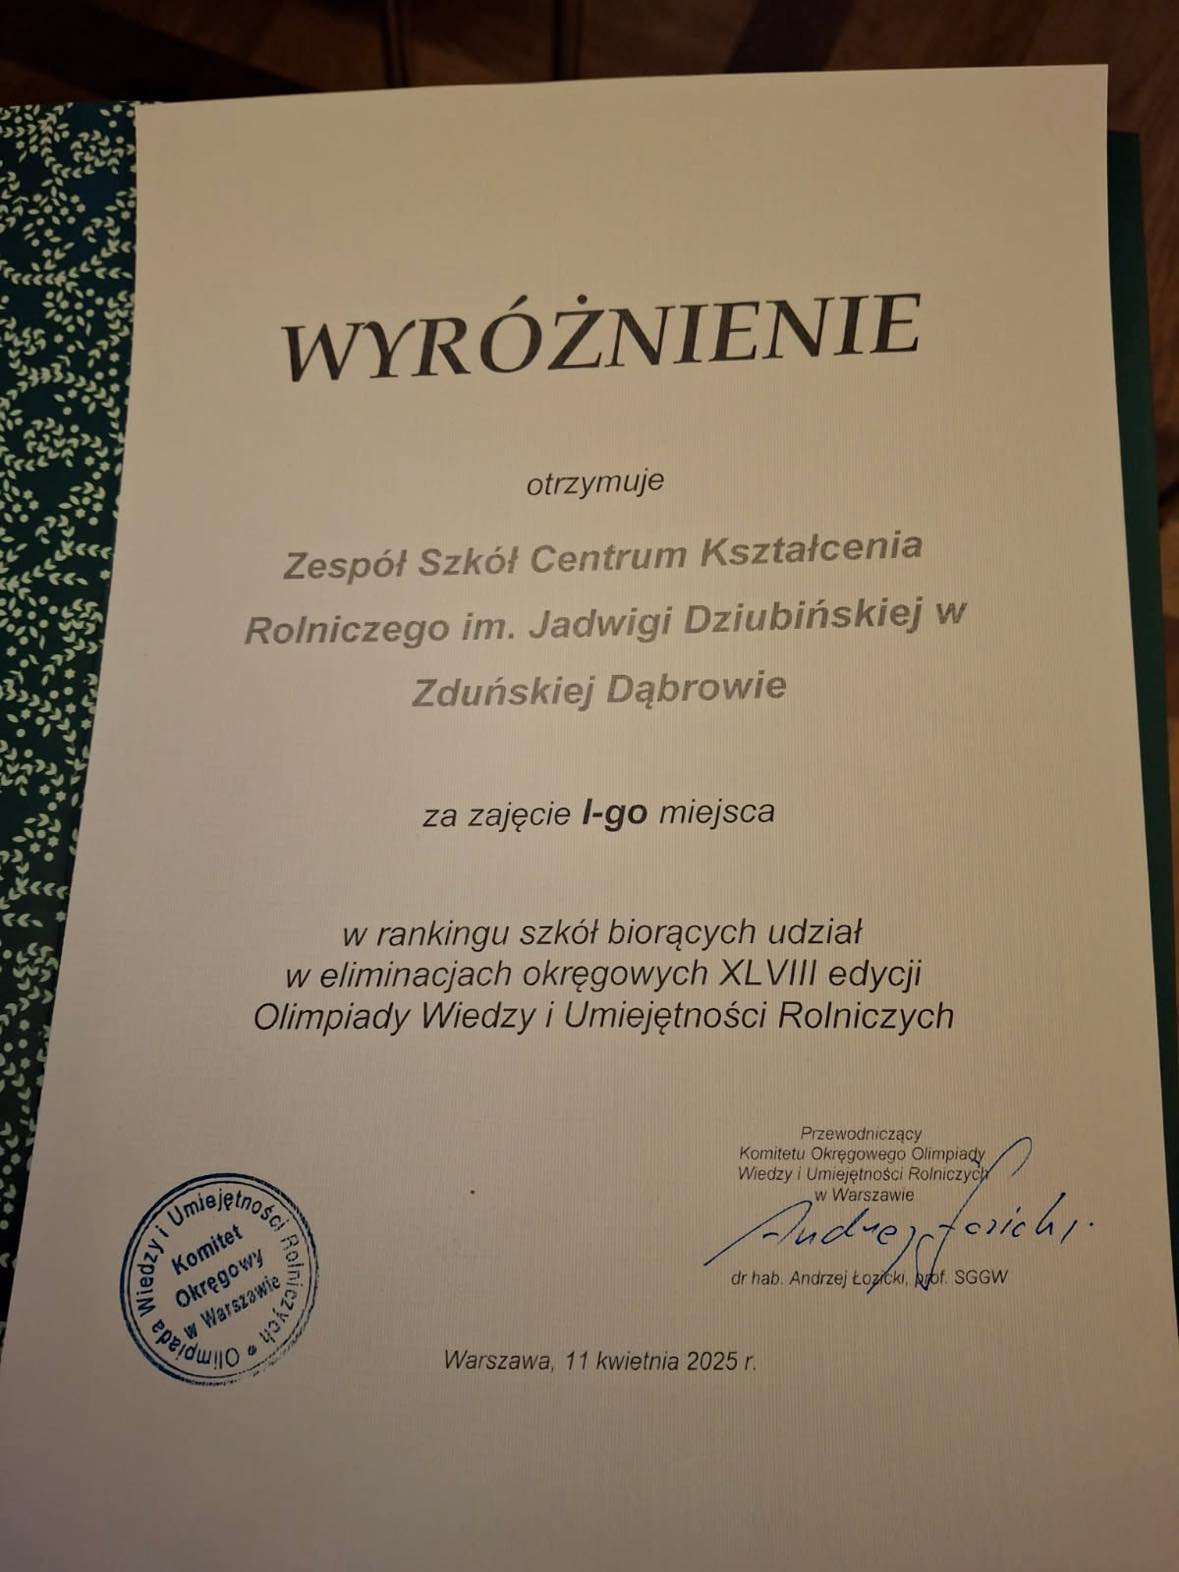 WYRÓŻNIENIE
otrzymuje
Zespół Szkół Centrum Kształcenia
Rolniczego im. Jadwigi Dziubińskiej w
Zduńskiej Dąbrowie
za zajęcie I-go miejsca
w rankingu szkół biorących udział
w eliminacjach okręgowych XLVIII edycji
Olimpiady Wiedzy i Umiejętności Rolniczych
Przewodniczący
Komitetu Okręgowego Olimpiady
Wiedzy i Umiejętności Rolniczych
w Warszawie
Andrzej Łozicki
dr hab. Andrzej Łozicki, prof. SGGW
Olimpiada Wiedzy i Umiejętności Rolniczych
Komitet
Okręgowy
w Warszawie
Warszawa, 11 kwietnia 2025 r.